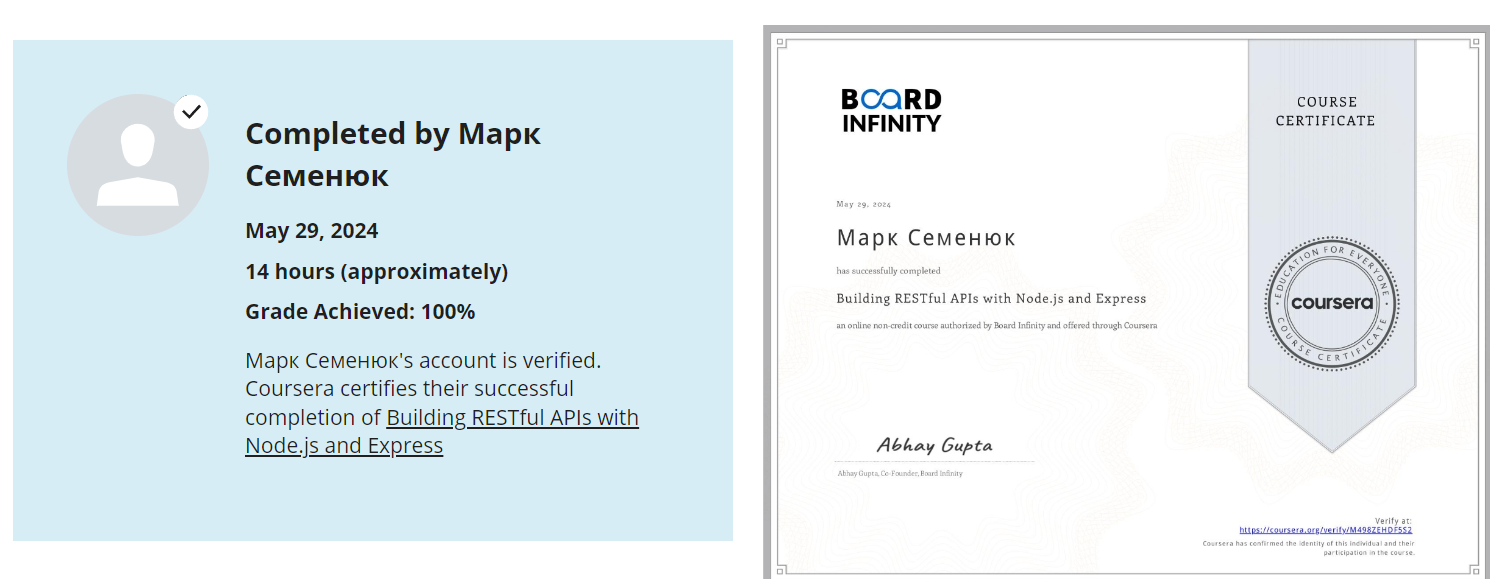 Completed by Марк
Семенюк
May 29, 2024
14 hours (approximately)
Grade Achieved: 100%
Марк Семенюк's account is verified.
Coursera certifies their successful
completion of Building RESTful APIs with
Node.js and Express
BOARD
INFINITY
COURSE
CERTIFICATE
May 29, 2024
Марк Семенюк
has successfully completed
Building RESTful APIs with Node.js and Express
an online non-credit course authorized by Board Infinity and offered through Coursera
EDUCATION FOR EVERYONE
coursera
COURSE CERTIFICATE
Abhay Gupta
Abhay Gupta, Co-Founder, Board Infinity
Verify at:
https://coursera.org/verify/M498ZEHDF5S2
Coursera has confirmed the identity of this individual and their
participation in the course.